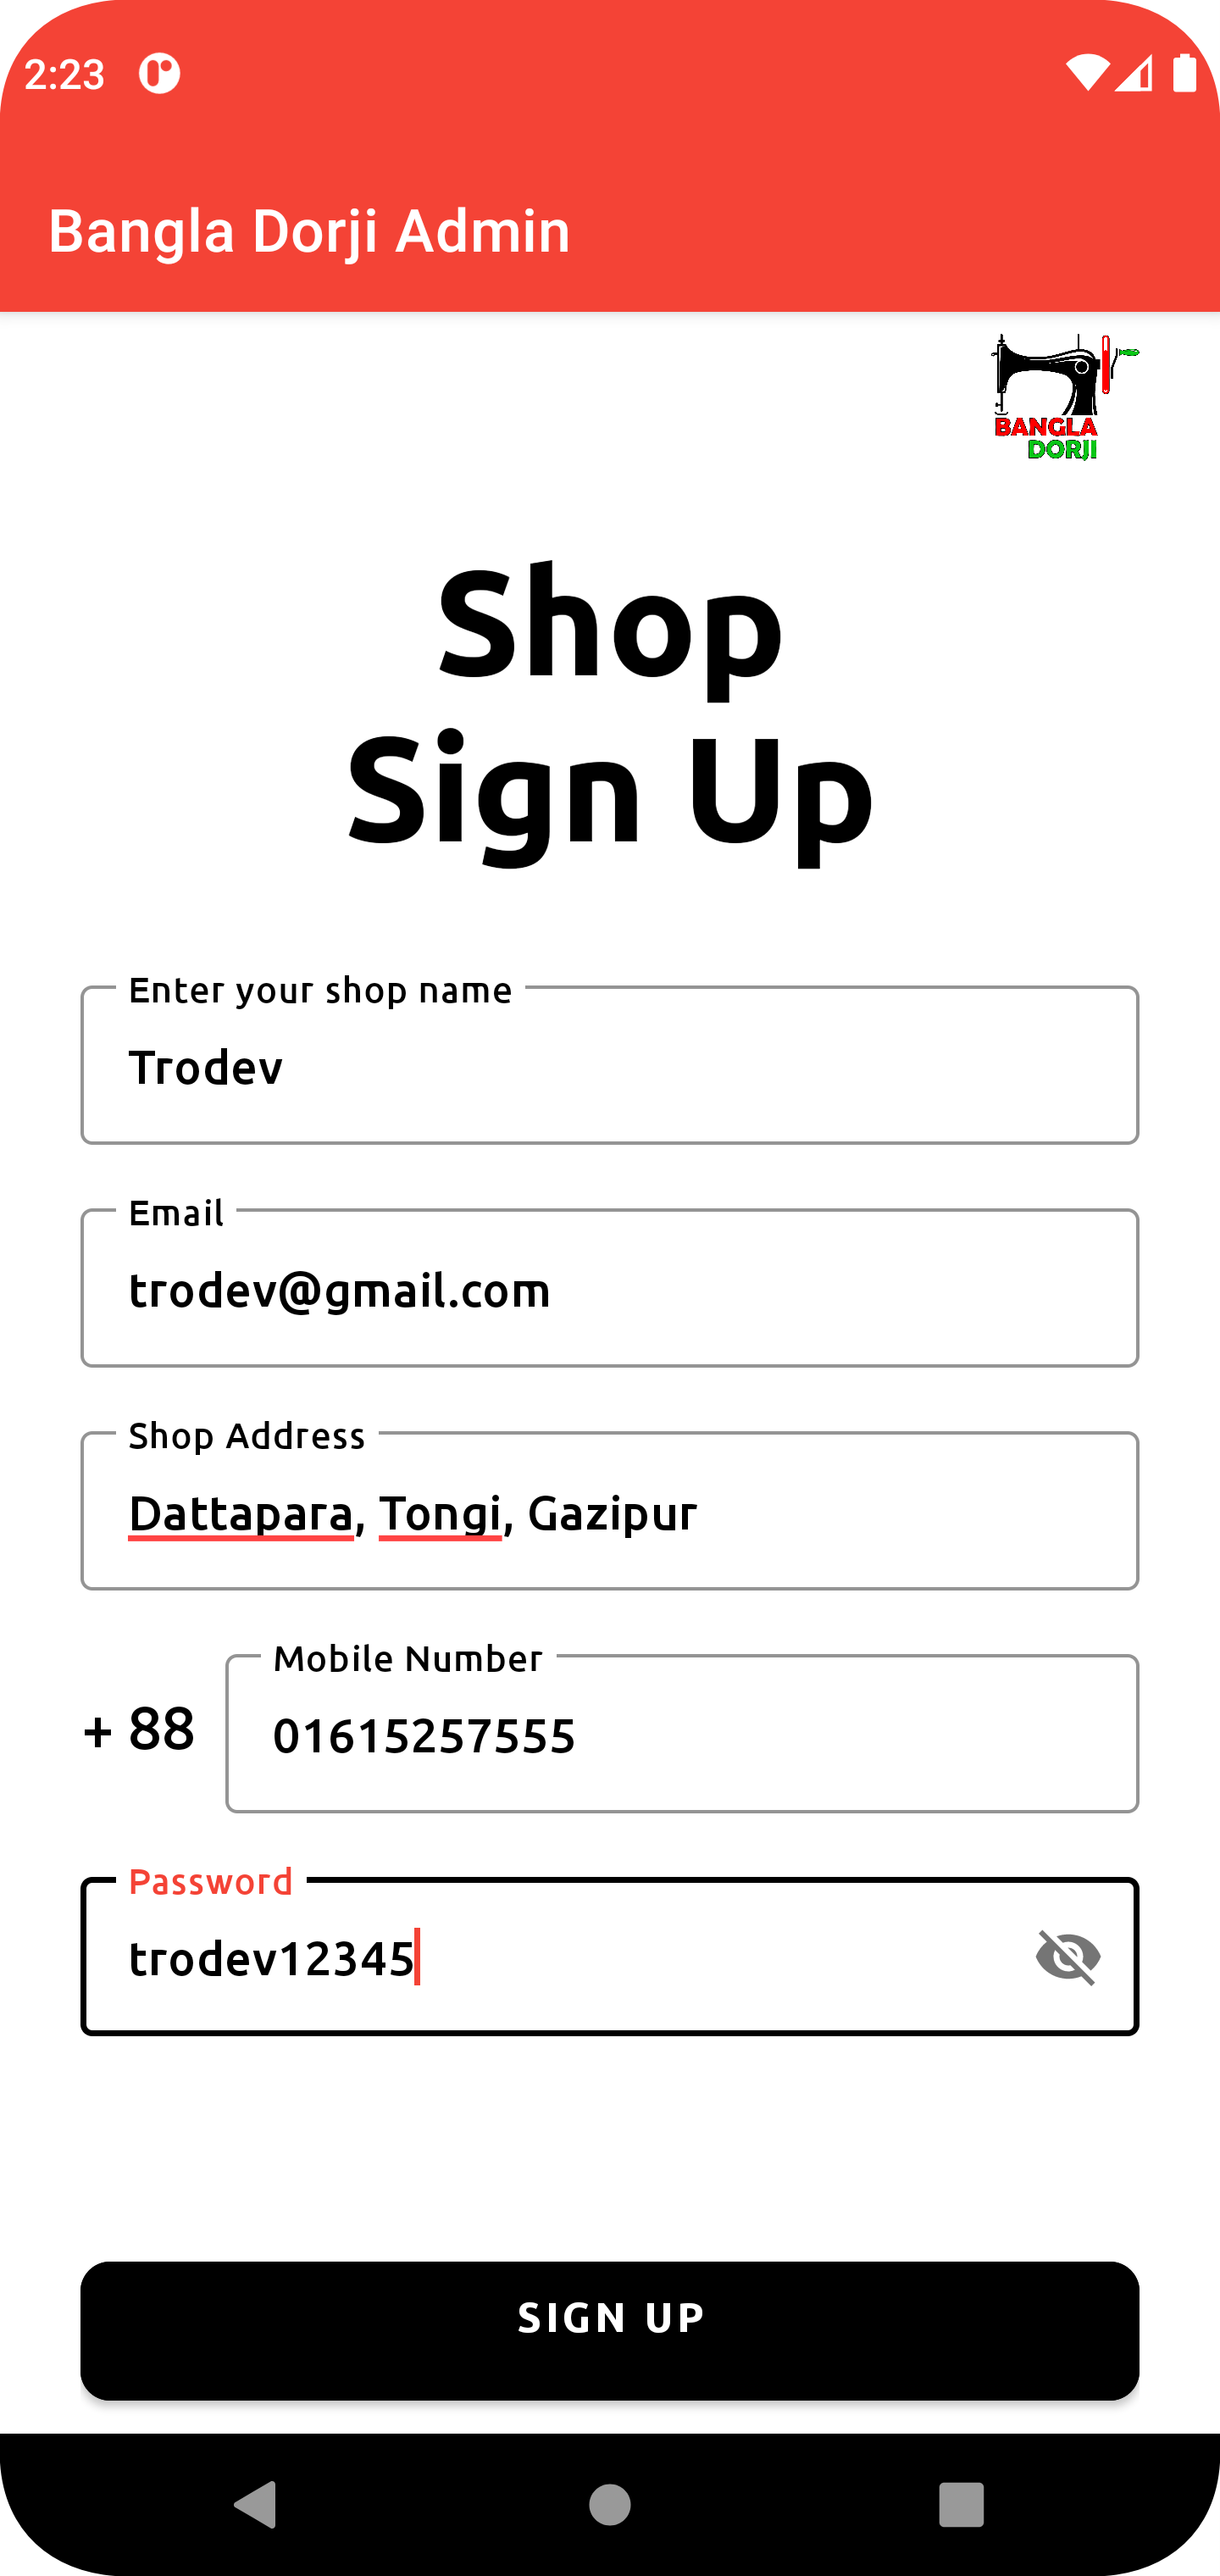 2:23
Bangla Dorji Admin
BANGLA
DORJI
Shop
Sign Up
Enter your shop name
Trodev
Email
trodev@gmail.com
Shop Address
Dattapara, Tongi, Gazipur
Mobile Number
+ 88 01615257555
Password
trodev12345
SIGN UP